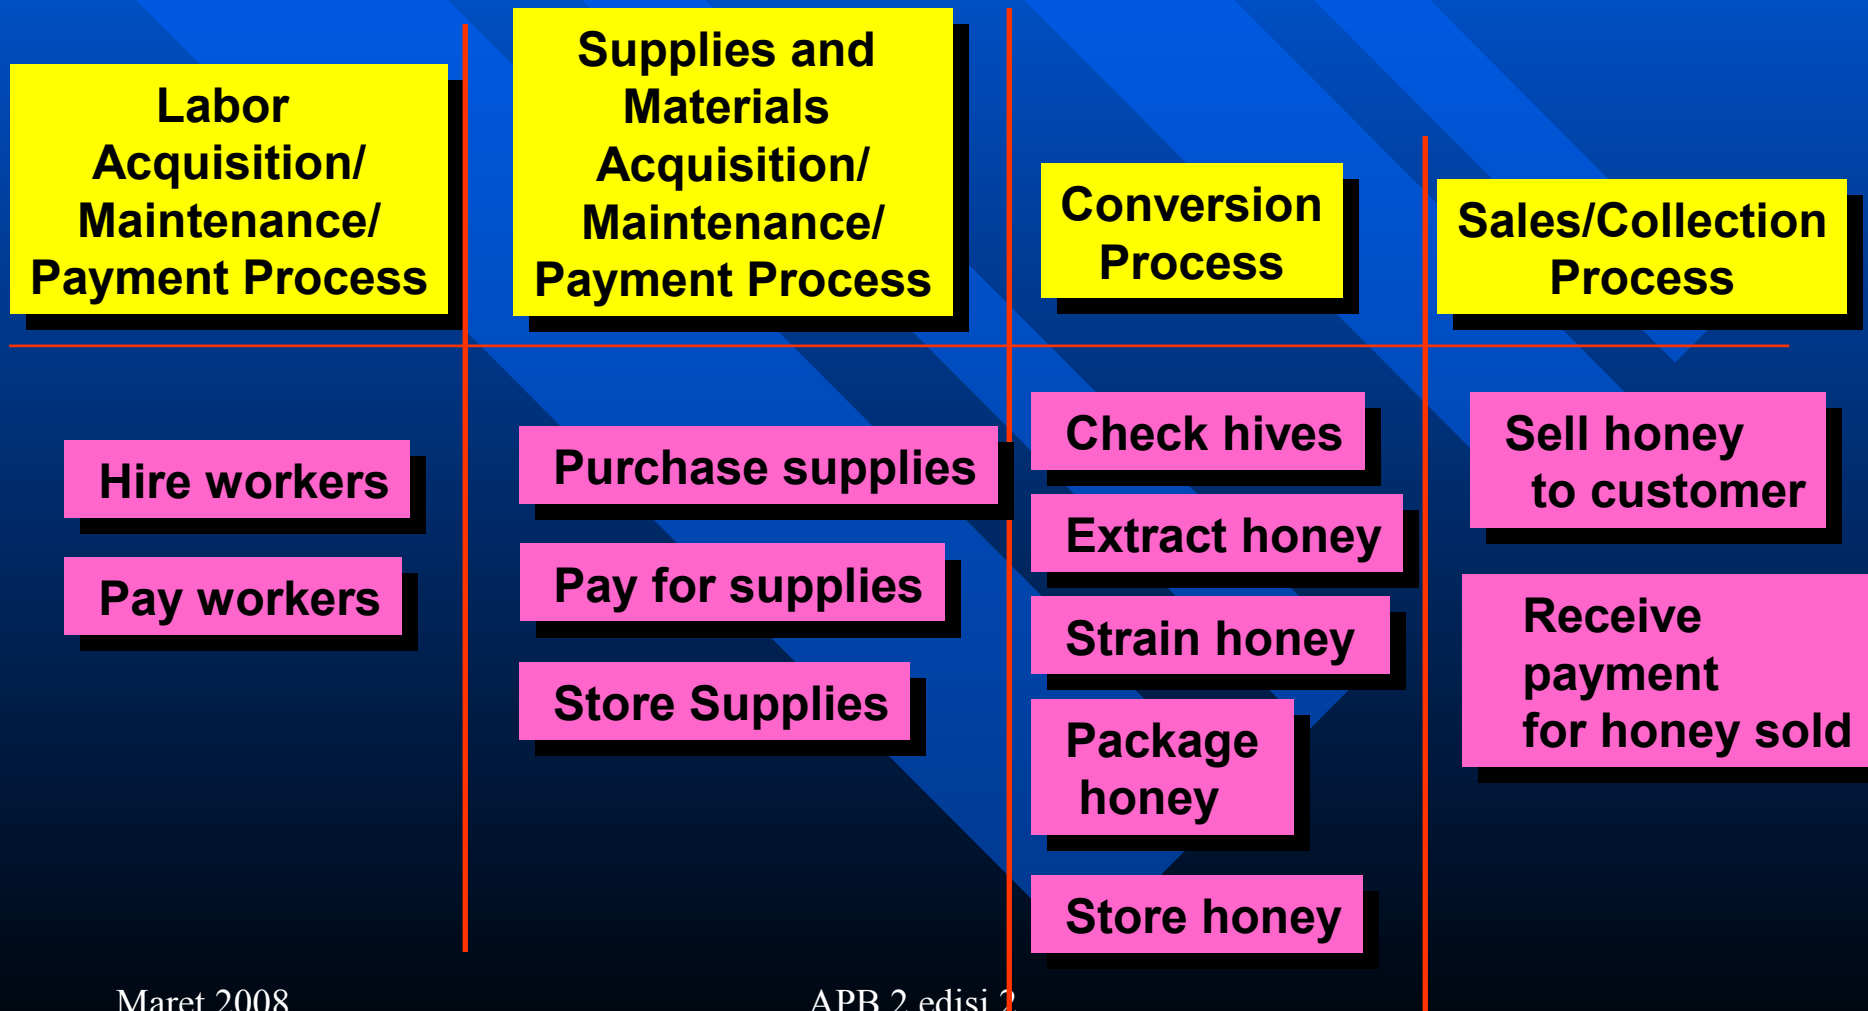 Labor
Acquisition/
Maintenance/
Payment Process
Supplies and
Materials
Acquisition/
Maintenance/
Payment Process
Conversion
Process
Sales/Collection
Process
Hire workers
Pay workers
Purchase supplies
Pay for supplies
Store Supplies
Check hives
Extract honey
Strain honey
Package
honey
Store honey
Sell honey
to customer
Receive
payment
for honey sold
Maret 2008
APB 2 edisi 2